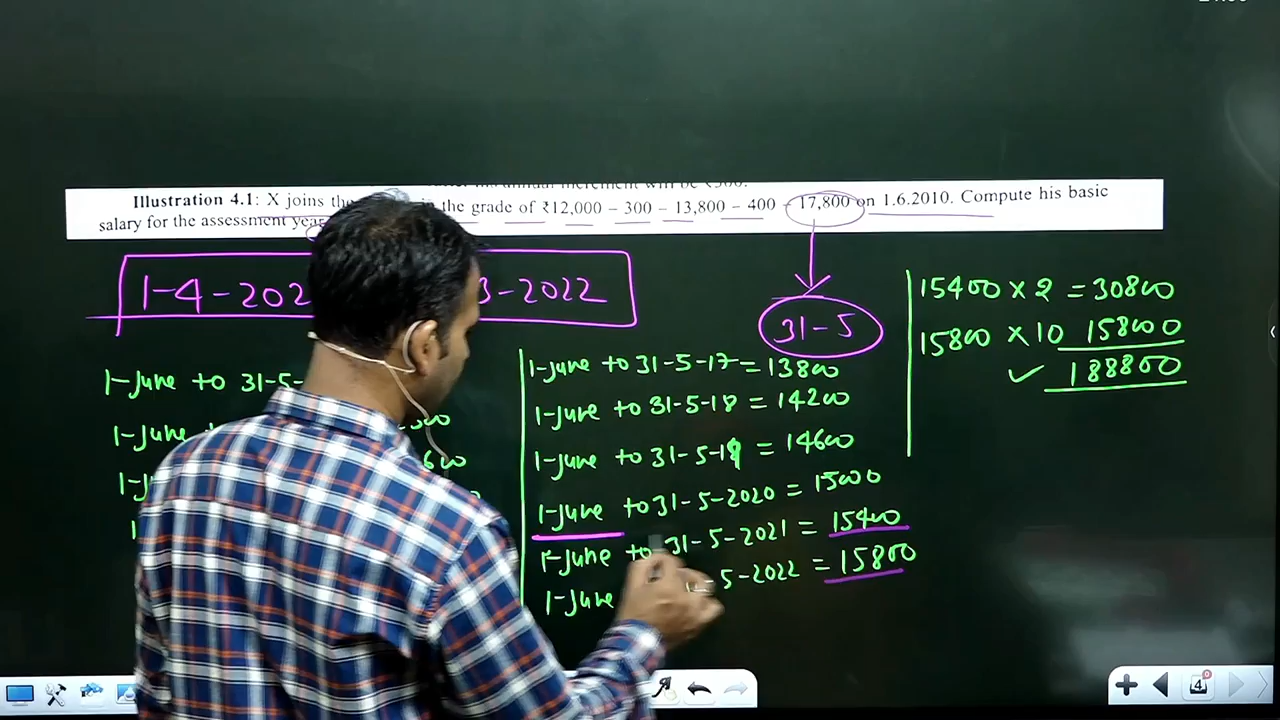 Illustration 4.1: X joins the in the grade of ₹12,000 – 300 – 13,800 – 400 – 17,800 on 1.6.2010. Compute his basic
salary for the assessment year
1-4-202 3-2022
31-5
1-June to 31-5-
1-June
1-J
1-June to 31-5-17 = 13800
1-June to 31-5-18 = 14200
1-June to 31-5-19 = 14600
1-June to 31-5-2020 = 15000
1-June to 31-5-2021 = 15400
1-June -5-2022 = 15800
15400 × 2 = 30800
15800 × 10 15800 0
✓ 188800
4